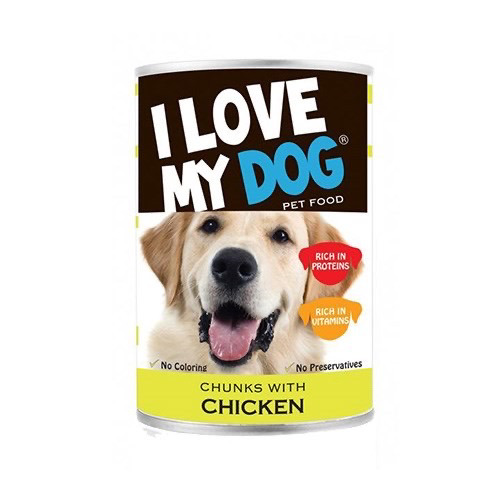 I LOVE
MY DOG®
PET FOOD
RICH IN
PROTEINS
RICH IN
VITAMINS
✓ No Coloring
✓ No Preservatives
CHUNKS WITH
CHICKEN